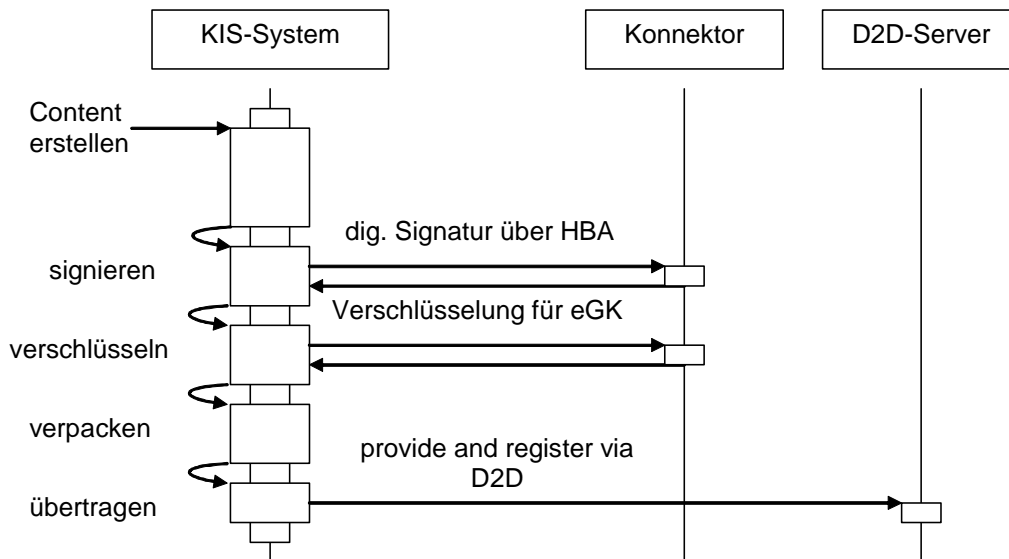 KIS-System
Konnektor
D2D-Server
Content
erstellen
dig. Signatur über HBA
signieren
Verschlüsselung für eGK
verschlüsseln
verpacken
provide and register via
D2D
übertragen